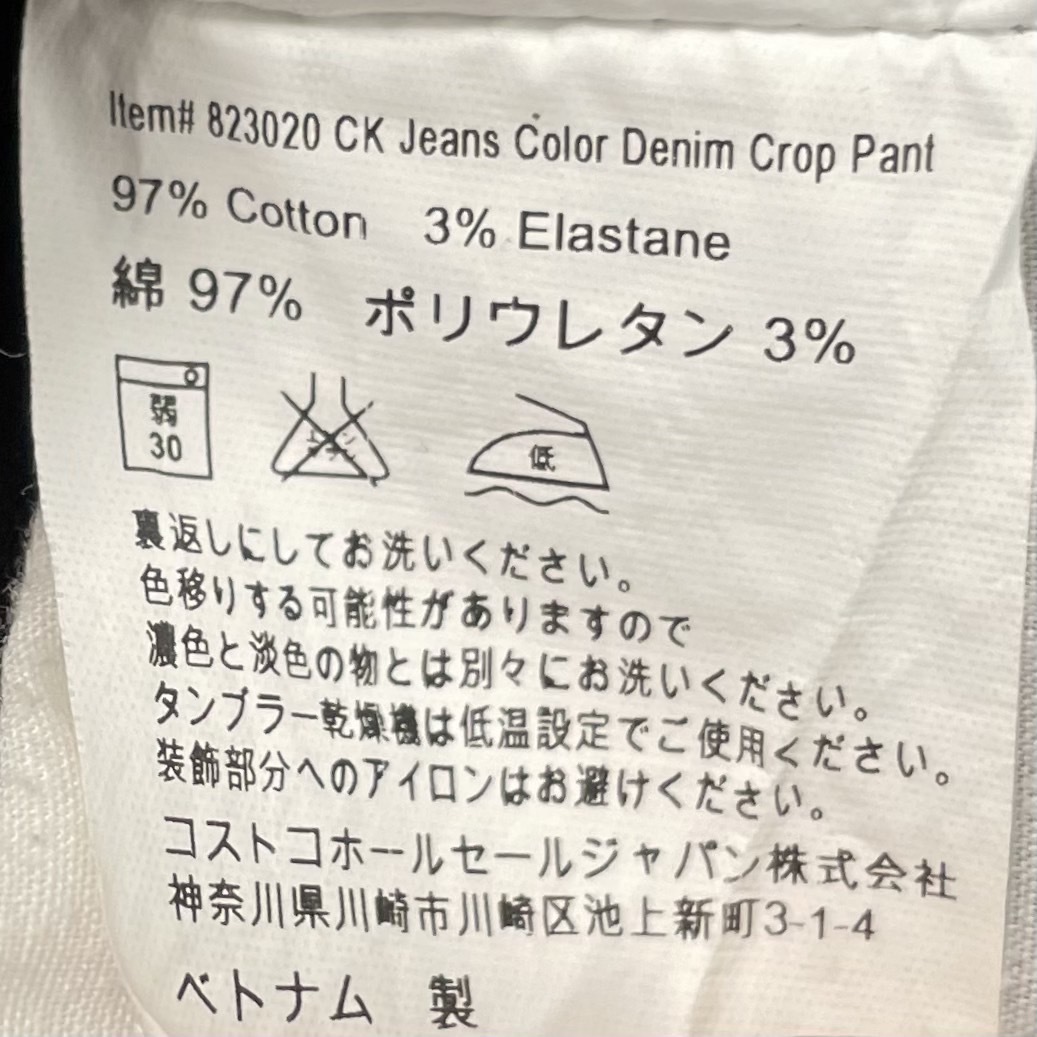 Item# 823020 CK Jeans Color Denim Crop Pant
97% Cotton 3% Elastane
綿 97% ポリウレタン 3%
弱
30
低
裏返しにしてお洗いください。
色移りする可能性がありますので
濃色と淡色の物とは別々にお洗いください。
タンブラー乾燥機は低温設定でご使用ください。
装飾部分へのアイロンはお避けください。
コストコホールセールジャパン株式会社
神奈川県川崎市川崎区池上新町3-1-4
ベトナム 製